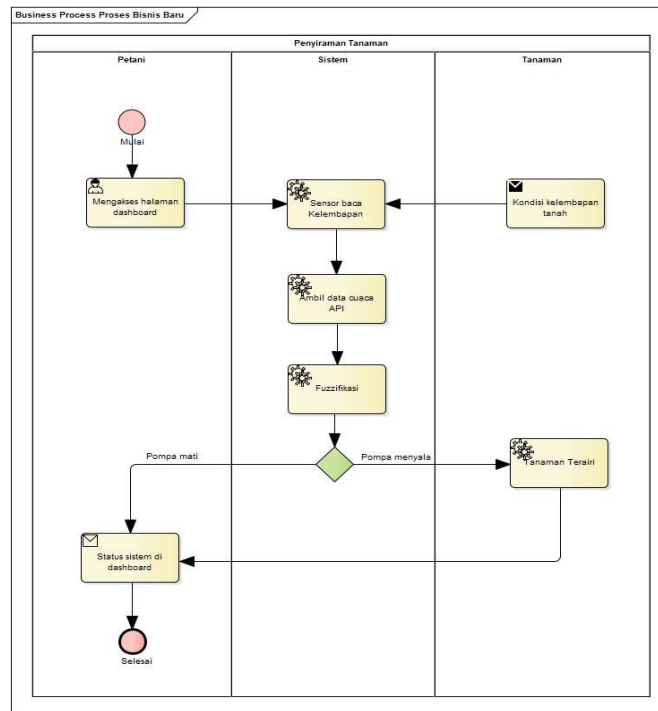 Business Process Proses Bisnis Baru
Penyiraman Tanaman
Petani
Sistem
Tanaman
Mulai
Mengakses halaman
dashboard
Sensor baca
Kelembapan
Kondisi kelembapan
tanah
Ambil data cuaca
API
Fuzzifikasi
Pompa mati
Pompa menyala
Tanaman Terairi
Status sistem di
dashboard
Selesai